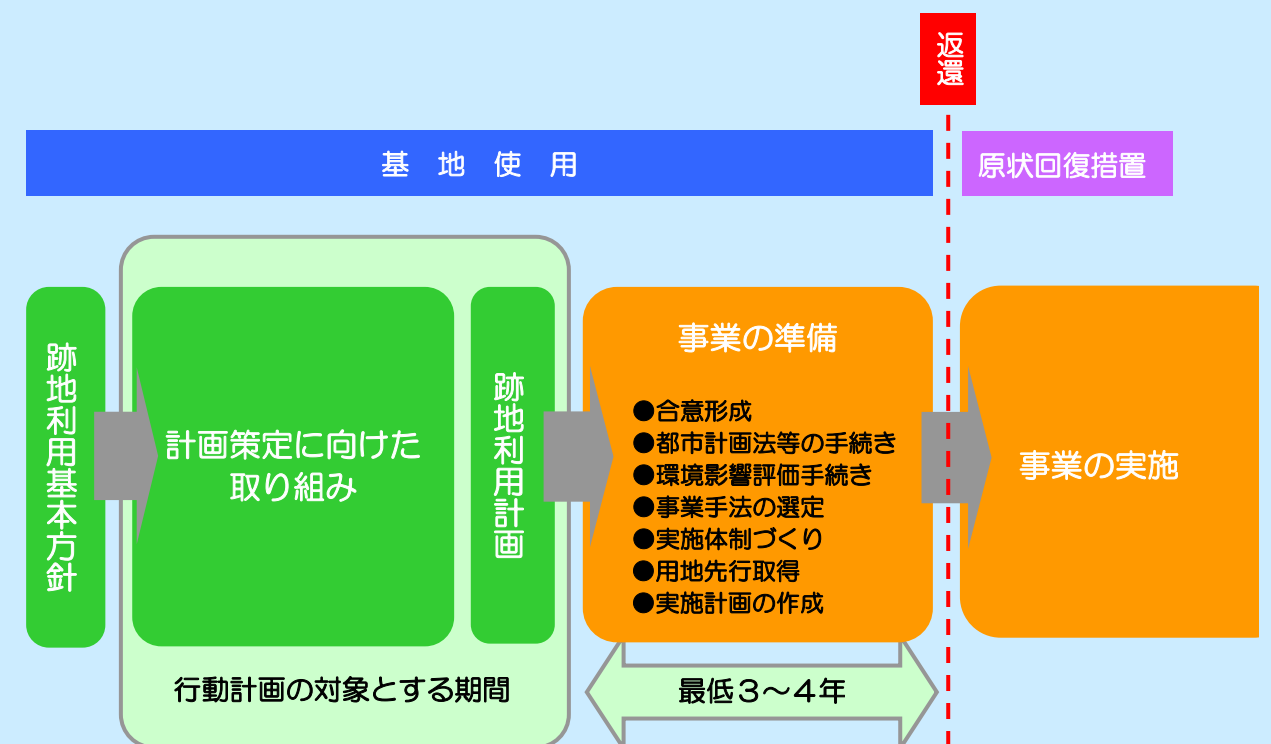 返還
基地使用
原状回復措置
跡地利用基本方針
計画策定に向けた
取り組み
跡地利用計画
事業の準備
●合意形成
●都市計画法等の手続き
●環境影響評価手続き
●事業手法の選定
●実施体制づくり
●用地先行取得
●実施計画の作成
事業の実施
行動計画の対象とする期間
最低３～４年